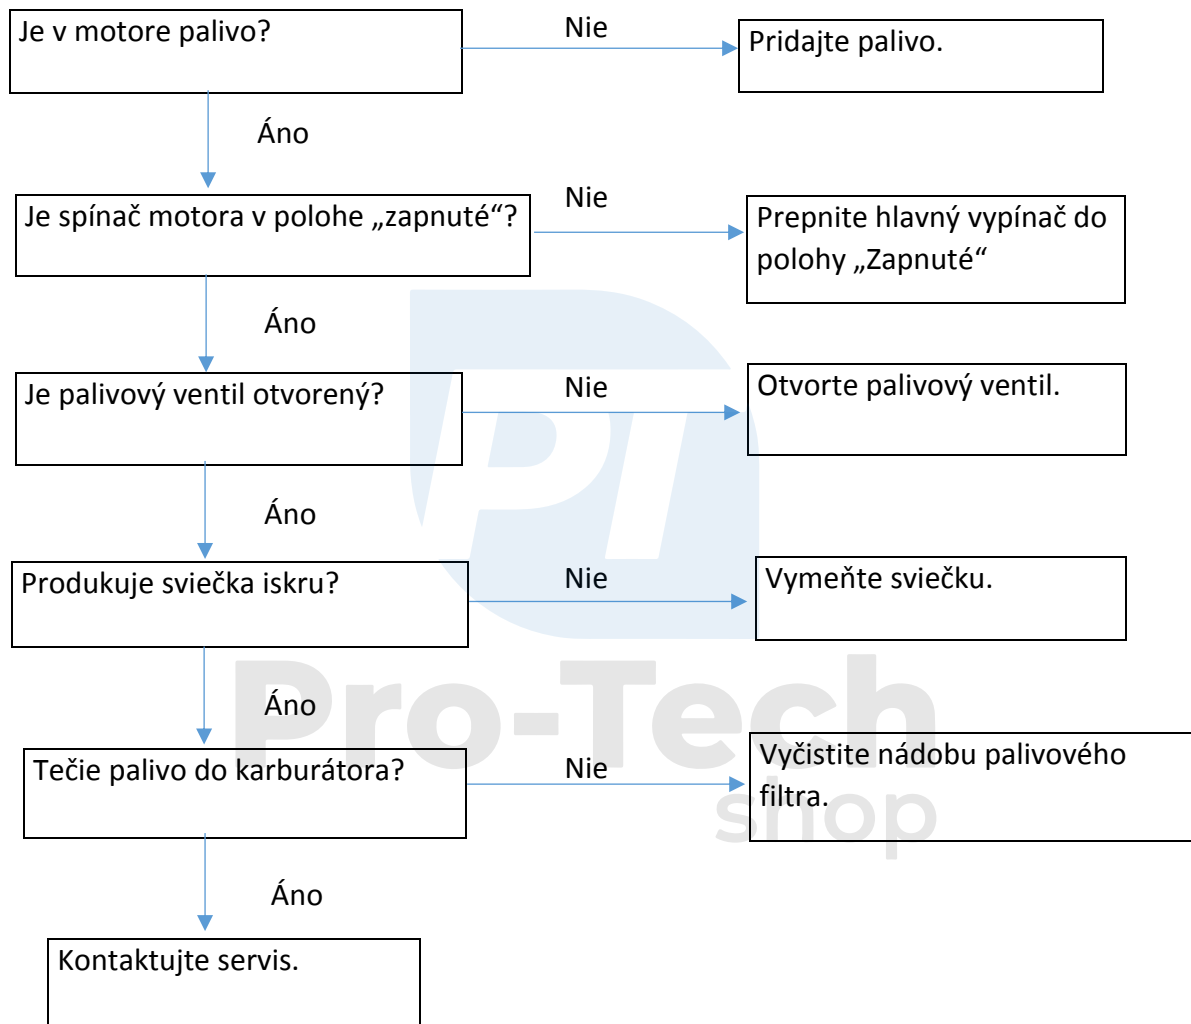 Je v motore palivo?
Nie
Pridajte palivo.
Áno
Je spínač motora v polohe „zapnuté“?
Nie
Prepnite hlavný vypínač do
polohy „Zapnuté“
Áno
Je palivový ventil otvorený?
Nie
Otvorte palivový ventil.
Áno
Produkuje sviečka iskru?
Nie
Vymeňte sviečku.
Áno
Tečie palivo do karburátora?
Nie
Vyčistite nádobu palivového
filtra.
Áno
Kontaktujte servis.
PT
Pro-Tech
shop